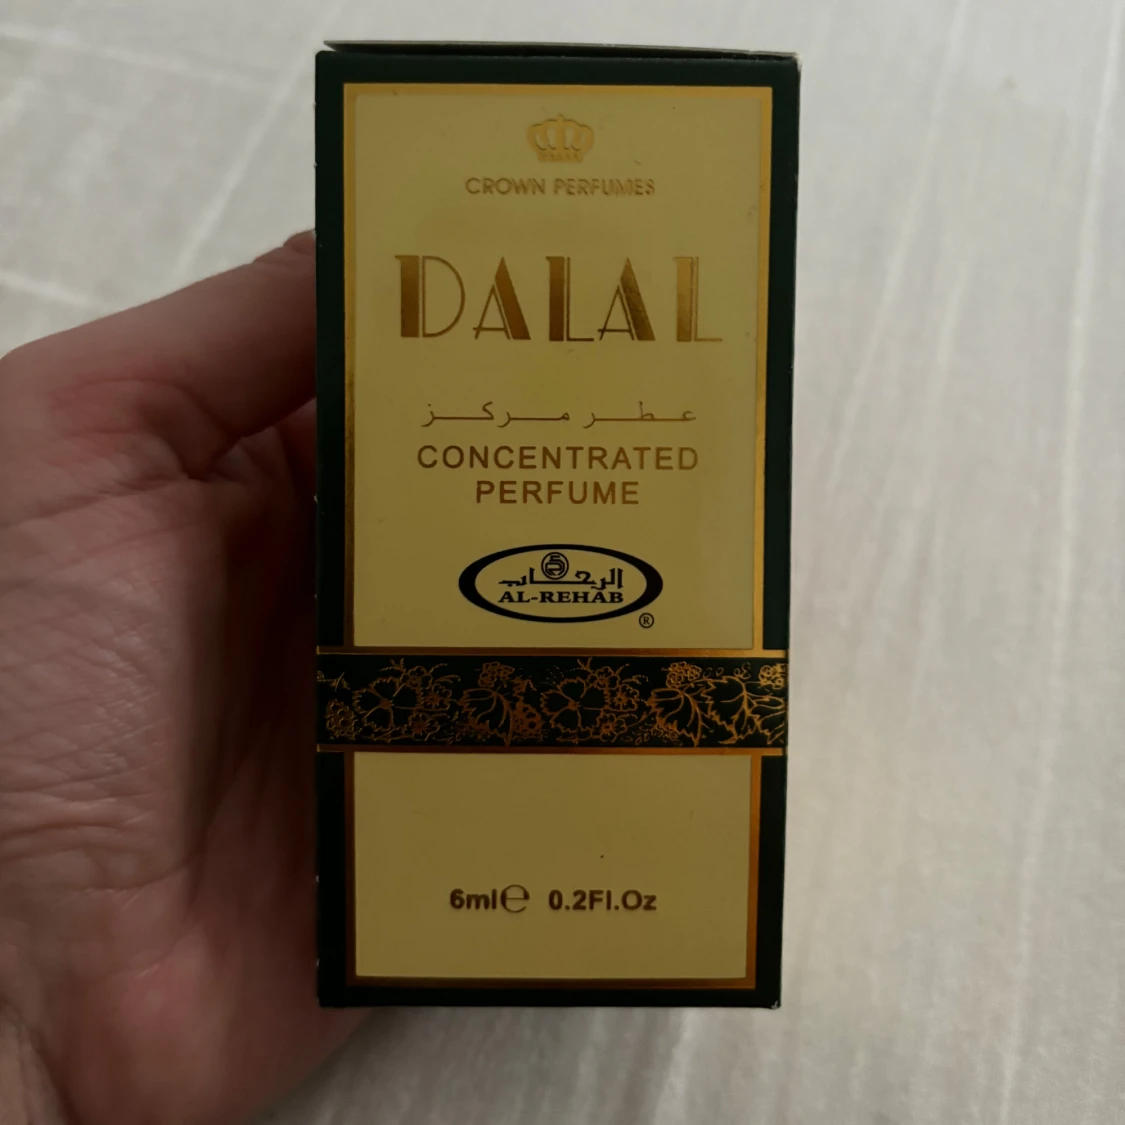 CROWN PERFUMES
DALAL
عطر مركز
CONCENTRATED
PERFUME
الرحاب
AL-REHAB
®
6ml℮ 0.2Fl.Oz